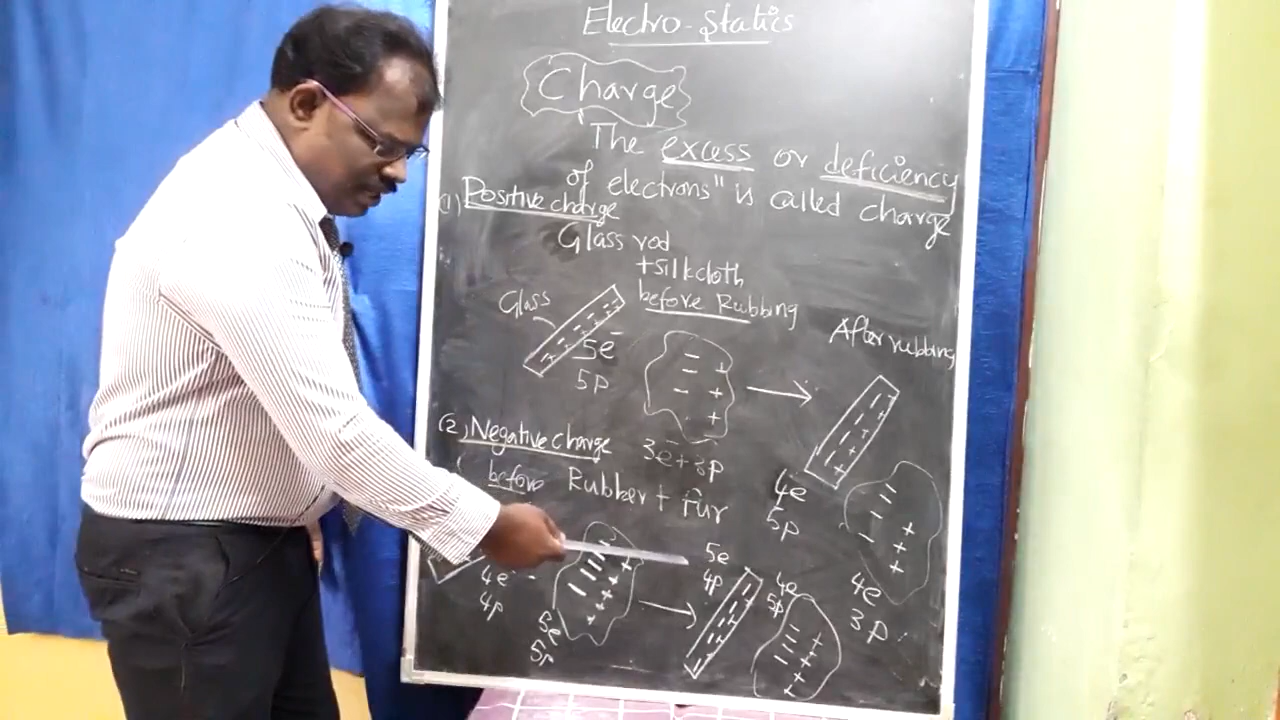 Electro-Statics
Charge
The excess or deficiency
of electrons" is called charge
(1) Positive charge
Glass rod
+silkcloth
before Rubbing
Glass
5e⁻
5p
3e + 3p
After rubbing
4e
5p
4e
3p
(2) Negative charge
before Rubber + Fur
4e
4p
5e
5p
5e
4p
4e
5p